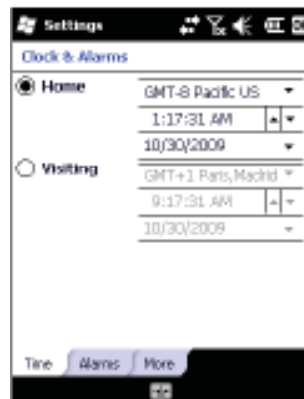 Settings
Clock & Alarms
Home
GMT-8 Pacific US
1:17:31 AM
10/30/2009
Visiting
GMT+1 Paris,Madrid
9:17:31 AM
10/30/2009
Time Alarms More